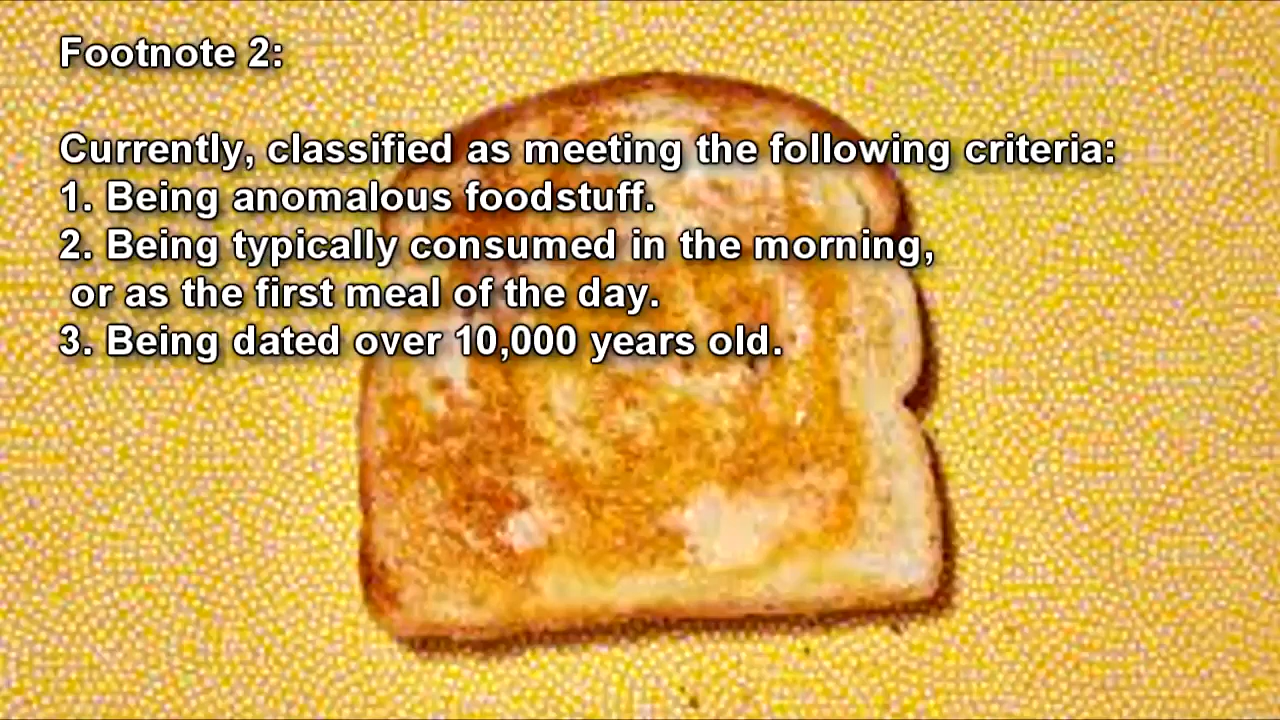 Footnote 2:
Currently, classified as meeting the following criteria:
1. Being anomalous foodstuff.
2. Being typically consumed in the morning,
or as the first meal of the day.
3. Being dated over 10,000 years old.